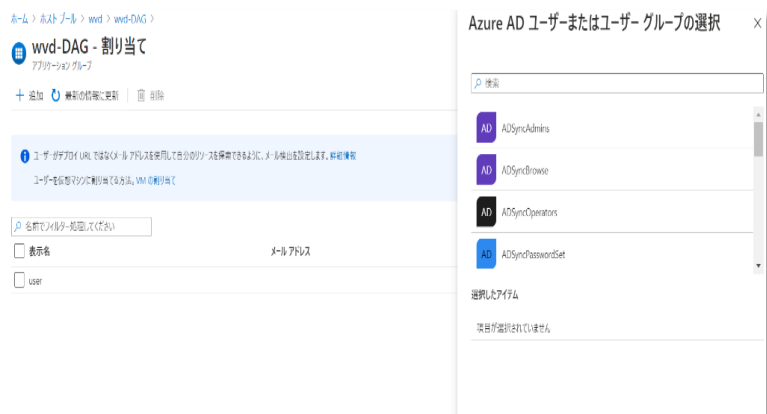 ホーム > ホスト プール > wvd > wvd-DAG >
wvd-DAG - 割り当て
アプリケーション グループ
+ 追加 最新の情報に更新 削除
ユーザーがデプロイ URL ではなくメール アドレスを使用して自分のリソースを探索できるように、メール検出を設定します。詳細情報
ユーザーを仮想マシンに割り当てる方法。VM の割り当て
名前でフィルター処理してください
表示名 メール アドレス
user
Azure AD ユーザーまたはユーザー グループの選択
検索
AD ADSyncAdmins
AD ADSyncBrowse
AD ADSyncOperators
AD ADSyncPasswordSet
選択したアイテム
項目が選択されていません